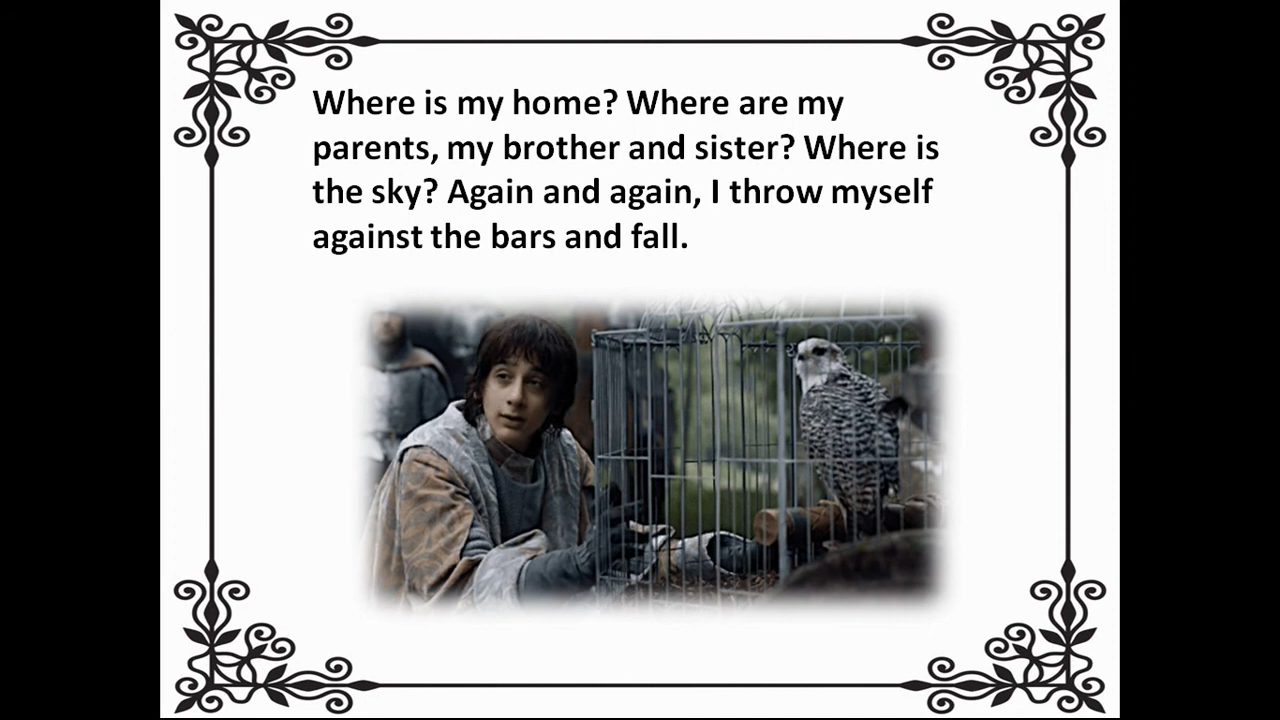 Where is my home? Where are my
parents, my brother and sister? Where is
the sky? Again and again, I throw myself
against the bars and fall.